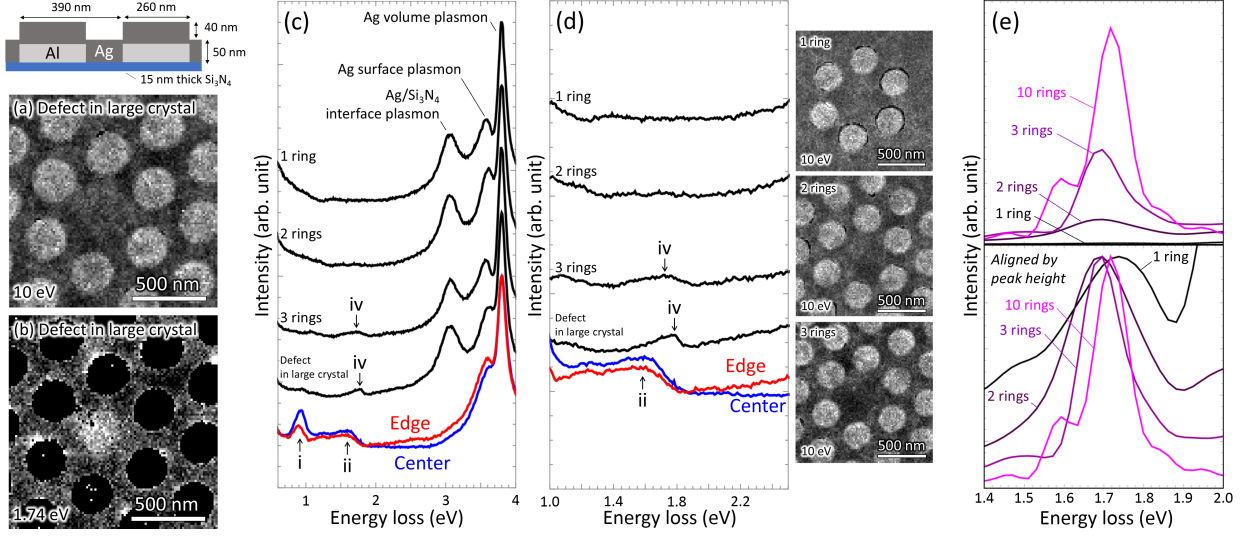 390 nm
260 nm
40 nm
Al
Ag
50 nm
15 nm thick Si₃N₄
(a) Defect in large crystal
10 eV
500 nm
(b) Defect in large crystal
1.74 eV
500 nm
(c)
Ag volume plasmon
Ag surface plasmon
Ag/Si₃N₄
interface plasmon
1 ring
2 rings
3 rings
iv
Defect
in large crystal
iv
Edge
Center
i
ii
Intensity (arb. unit)
1
2
3
4
Energy loss (eV)
(d)
1 ring
2 rings
3 rings
iv
Defect
in large crystal
iv
Edge
Center
ii
Intensity (arb. unit)
1.0
1.4
1.8
2.2
Energy loss (eV)
1 ring
10 eV
500 nm
2 rings
10 eV
500 nm
3 rings
10 eV
500 nm
(e)
10 rings
3 rings
2 rings
1 ring
Aligned by
peak height
1 ring
10 rings
3 rings
2 rings
Intensity (arb. unit)
1.4
1.5
1.6
1.7
1.8
1.9
2.0
Energy loss (eV)